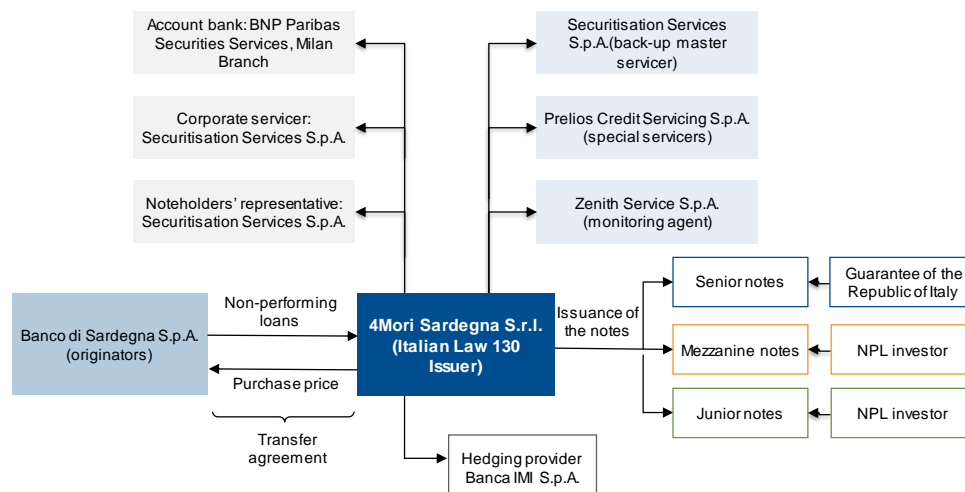 Account bank: BNP Paribas
Securities Services, Milan
Branch
Securitisation Services
S.p.A.(back-up master
servicer)
Corporate servicer:
Securitisation Services S.p.A.
Prelios Credit Servicing S.p.A.
(special servicers)
Noteholders' representative:
Securitisation Services S.p.A.
Zenith Service S.p.A.
(monitoring agent)
Banco di Sardegna S.p.A.
(originators)
Non-performing
loans
Purchase price
Transfer
agreement
4Mori Sardegna S.r.l.
(Italian Law 130
Issuer)
Issuance of
the notes
Senior notes
Guarantee of the
Republic of Italy
Mezzanine notes
NPL investor
Junior notes
NPL investor
Hedging provider
Banca IMI S.p.A.